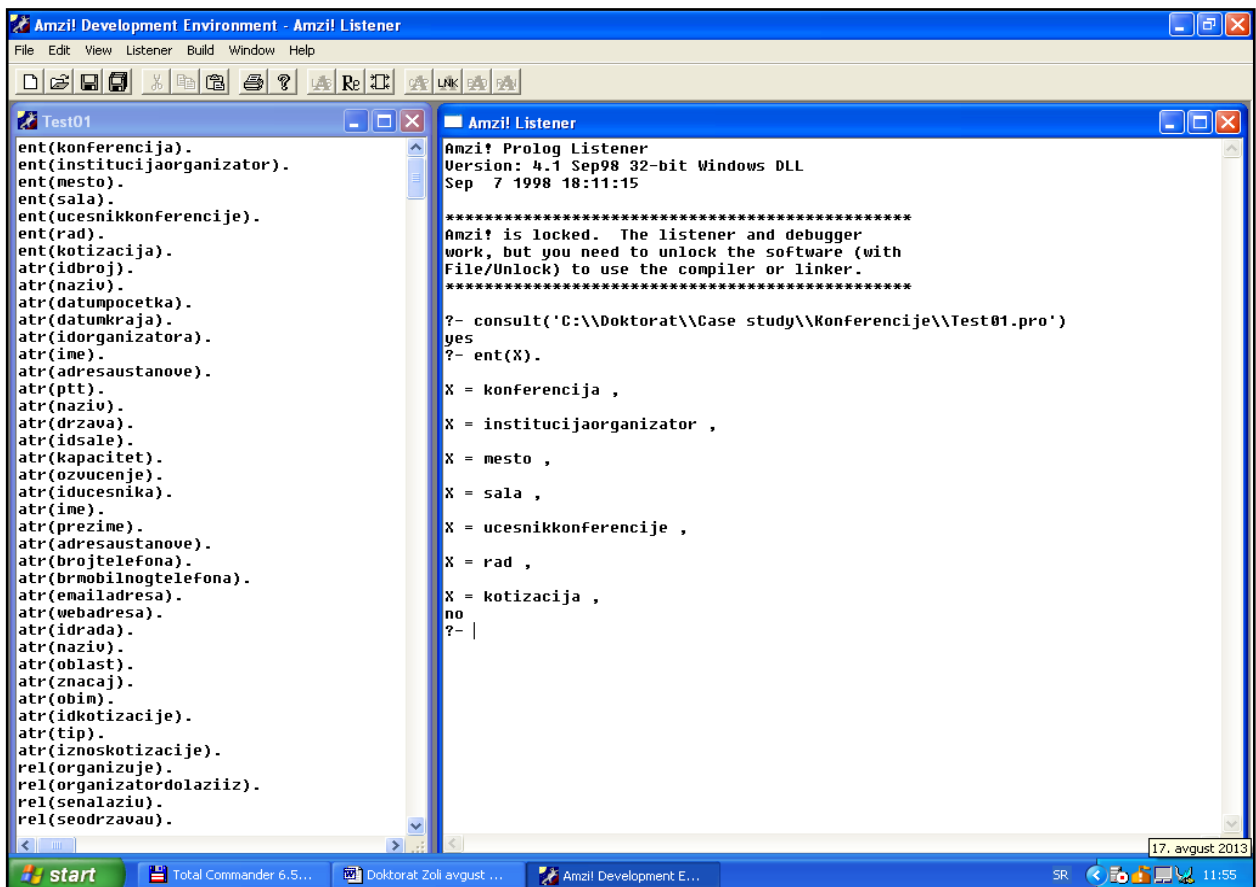 Amzi! Development Environment - Amzi! Listener
File Edit View Listener Build Window Help
Re LNK
Test01
ent(konferencija).
ent(institucijaorganizator).
ent(mesto).
ent(sala).
ent(ucesnikkonferencije).
ent(rad).
ent(kotizacija).
atr(idbroj).
atr(naziv).
atr(datumpocetka).
atr(datumkraja).
atr(idorganizatora).
atr(ime).
atr(adresaustanove).
atr(ptt).
atr(naziv).
atr(drzava).
atr(idsale).
atr(kapacitet).
atr(ozvucenje).
atr(iducesnika).
atr(ime).
atr(prezime).
atr(adresaustanove).
atr(brojtelefona).
atr(brmobilnogtelefona).
atr(emailadresa).
atr(webadresa).
atr(idrada).
atr(naziv).
atr(oblast).
atr(znacaj).
atr(obim).
atr(idkotizacije).
atr(tip).
atr(iznoskotizacije).
rel(organizuje).
rel(organizatordolaziiz).
rel(senalaziu).
rel(seodrzavau).
Amzi! Listener
Amzi! Prolog Listener
Version: 4.1 Sep98 32-bit Windows DLL
Sep 7 1998 18:11:15
************************************************
Amzi! is locked. The listener and debugger
work, but you need to unlock the software (with
File/Unlock) to use the compiler or linker.
************************************************
?- consult('C:\\Doktorat\\Case study\\Konferencije\\Test01.pro')
yes
?- ent(X).
X = konferencija ,
X = institucijaorganizator ,
X = mesto ,
X = sala ,
X = ucesnikkonferencije ,
X = rad ,
X = kotizacija ,
no
?-
17. avgust 2013
start Total Commander 6.5... Doktorat Zoli avgust ... Amzi! Development E... SR 11:55